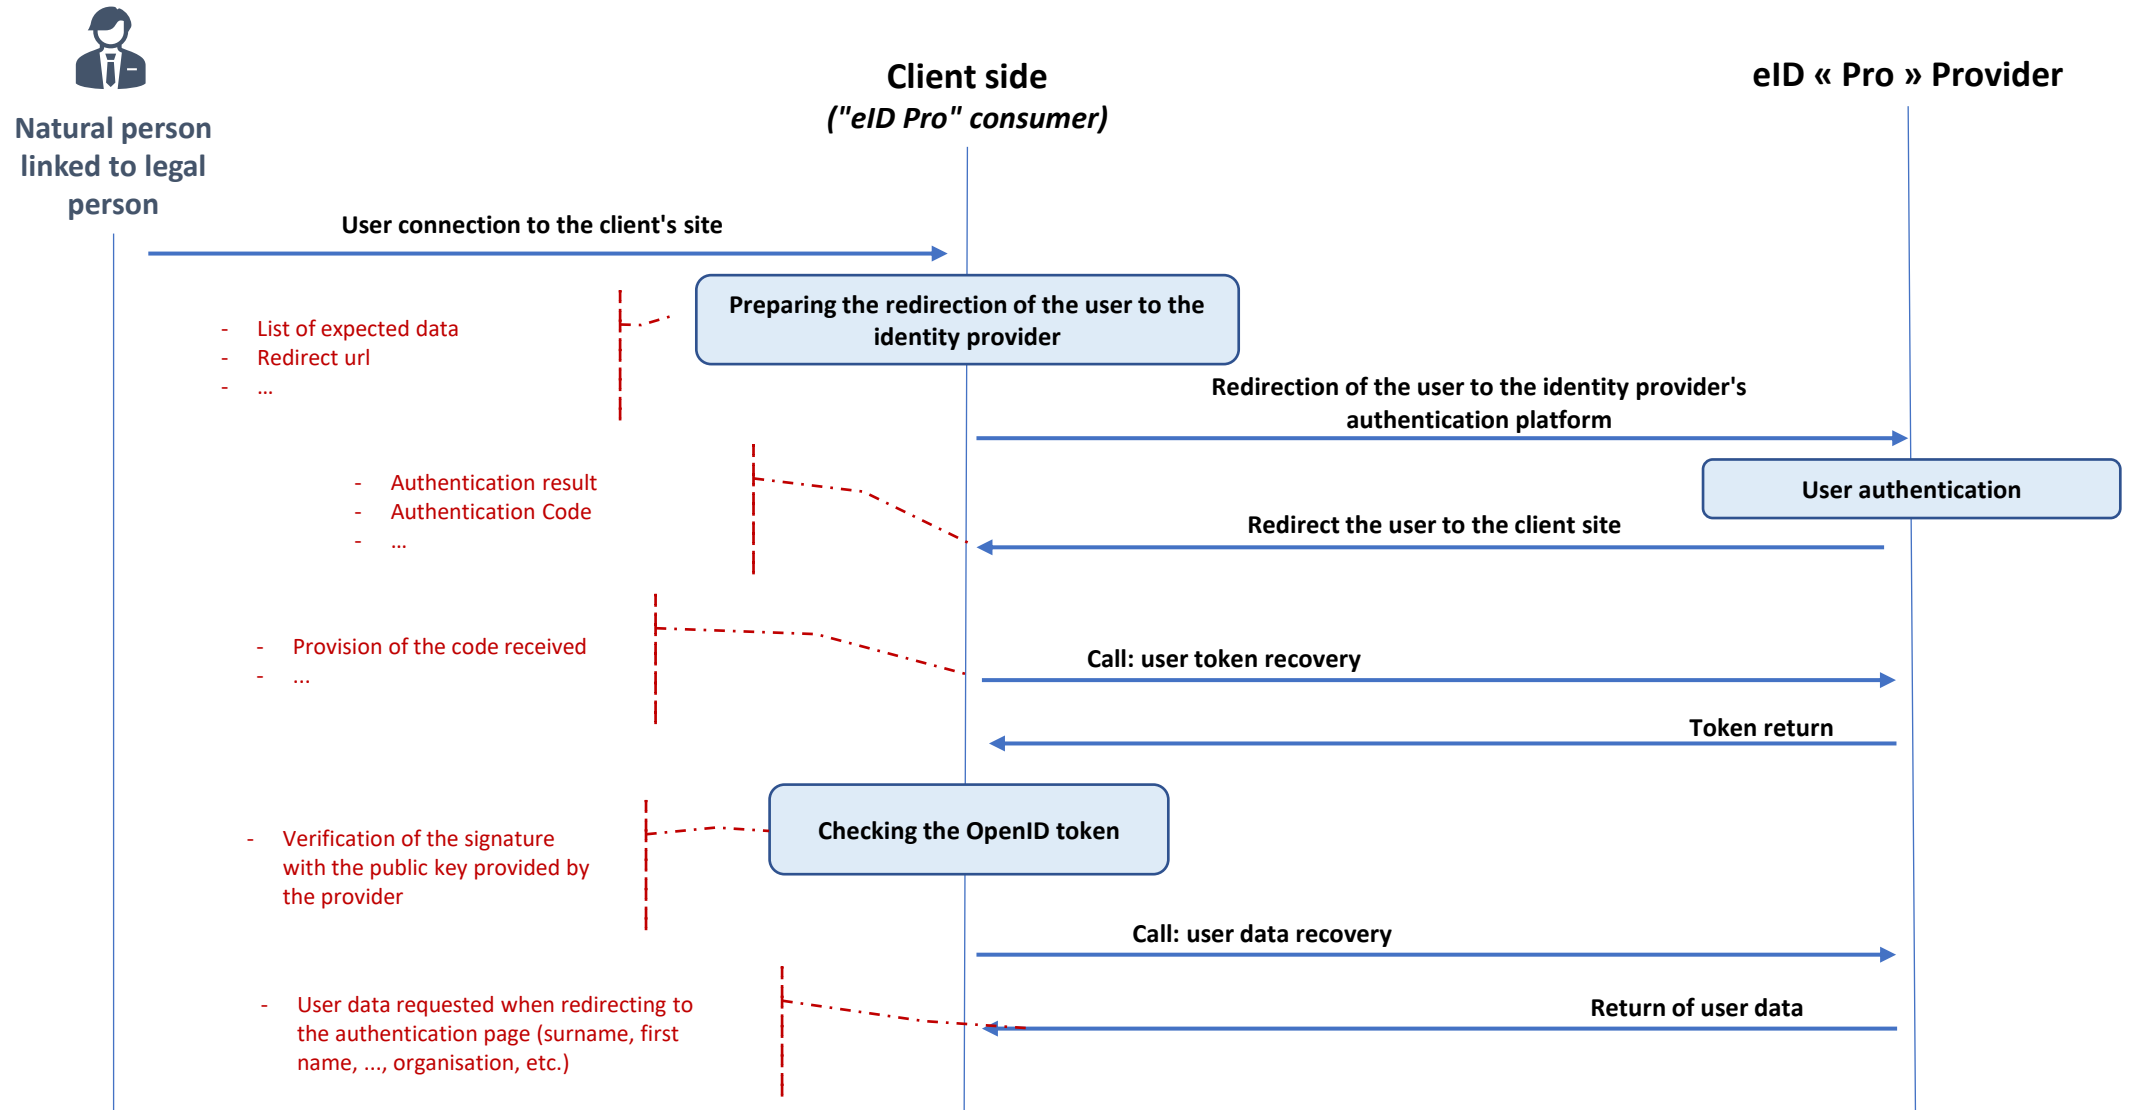 Natural person
linked to legal
person
Client side
("eID Pro" consumer)
eID « Pro » Provider
User connection to the client's site
Preparing the redirection of the user to the
identity provider
- List of expected data
- Redirect url
- ...
Redirection of the user to the identity provider's
authentication platform
User authentication
- Authentication result
- Authentication Code
- ...
Redirect the user to the client site
- Provision of the code received
- ...
Call: user token recovery
Token return
Checking the OpenID token
- Verification of the signature
with the public key provided by
the provider
Call: user data recovery
- User data requested when redirecting to
the authentication page (surname, first
name, ..., organisation, etc.)
Return of user data